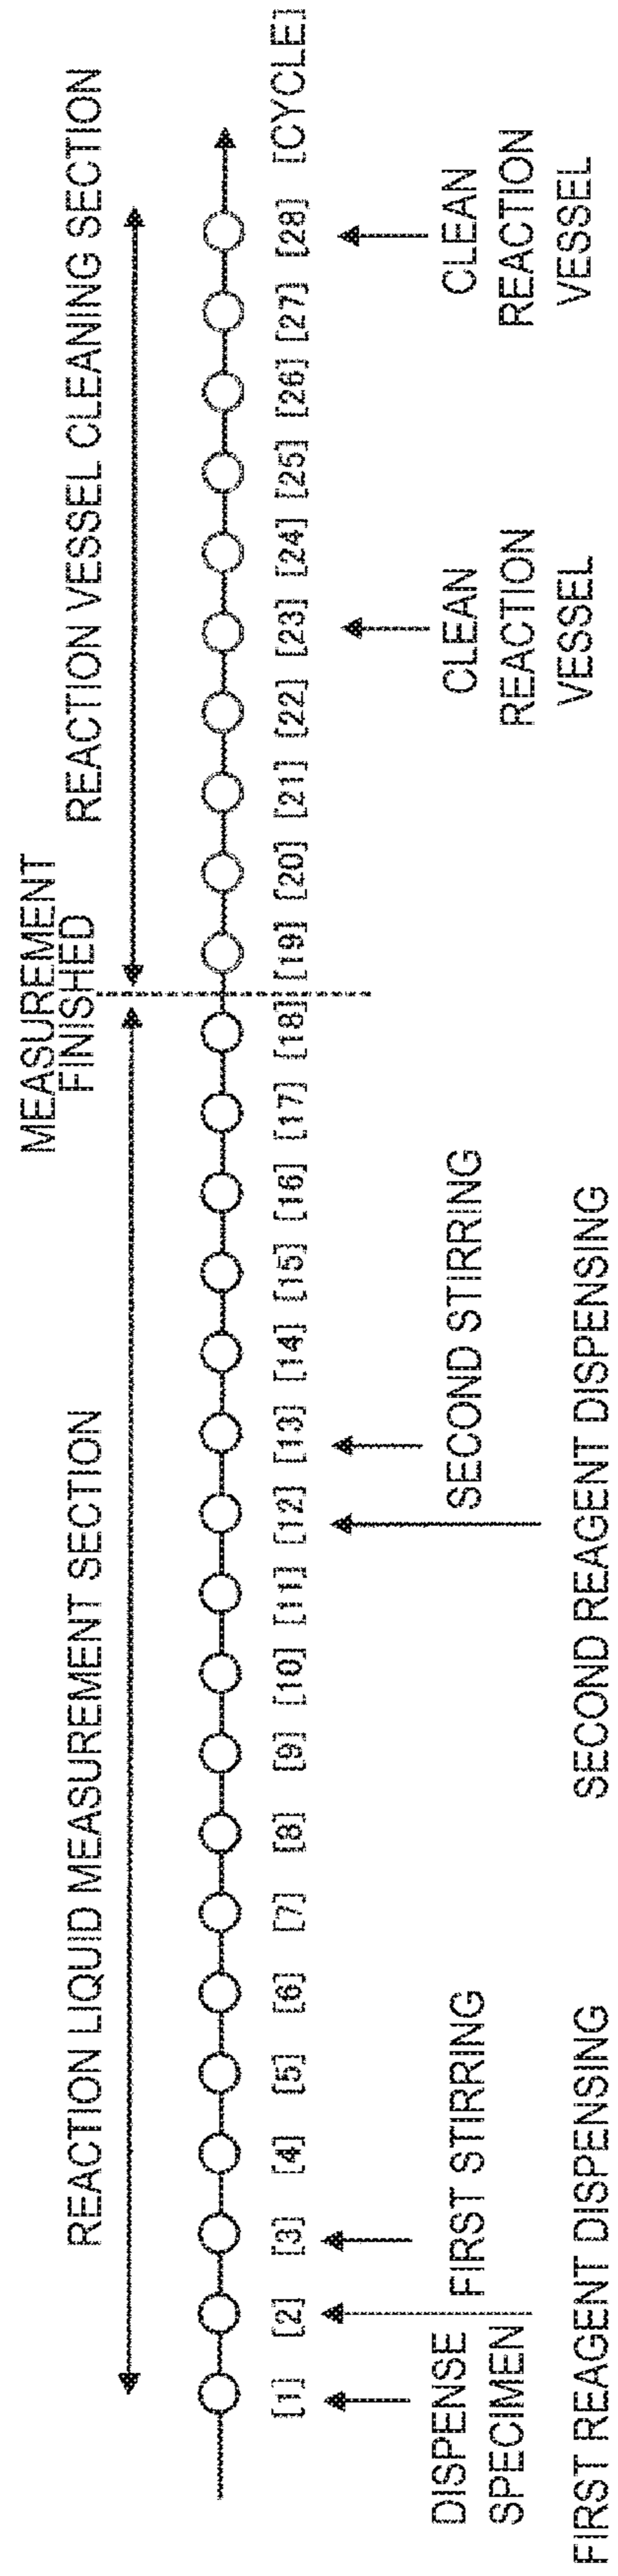 MEASUREMENT
FINISHED
REACTION LIQUID MEASUREMENT SECTION
REACTION VESSEL CLEANING SECTION
[1] [2] [3] [4] [5] [6] [7] [8] [9] [10] [11] [12] [13] [14] [15] [16] [17] [18] [19] [20] [21] [22] [23] [24] [25] [26] [27] [28] [CYCLE]
DISPENSE
SPECIMEN
FIRST STIRRING
SECOND STIRRING
CLEAN
REACTION
VESSEL
CLEAN
REACTION
VESSEL
FIRST REAGENT DISPENSING
SECOND REAGENT DISPENSING